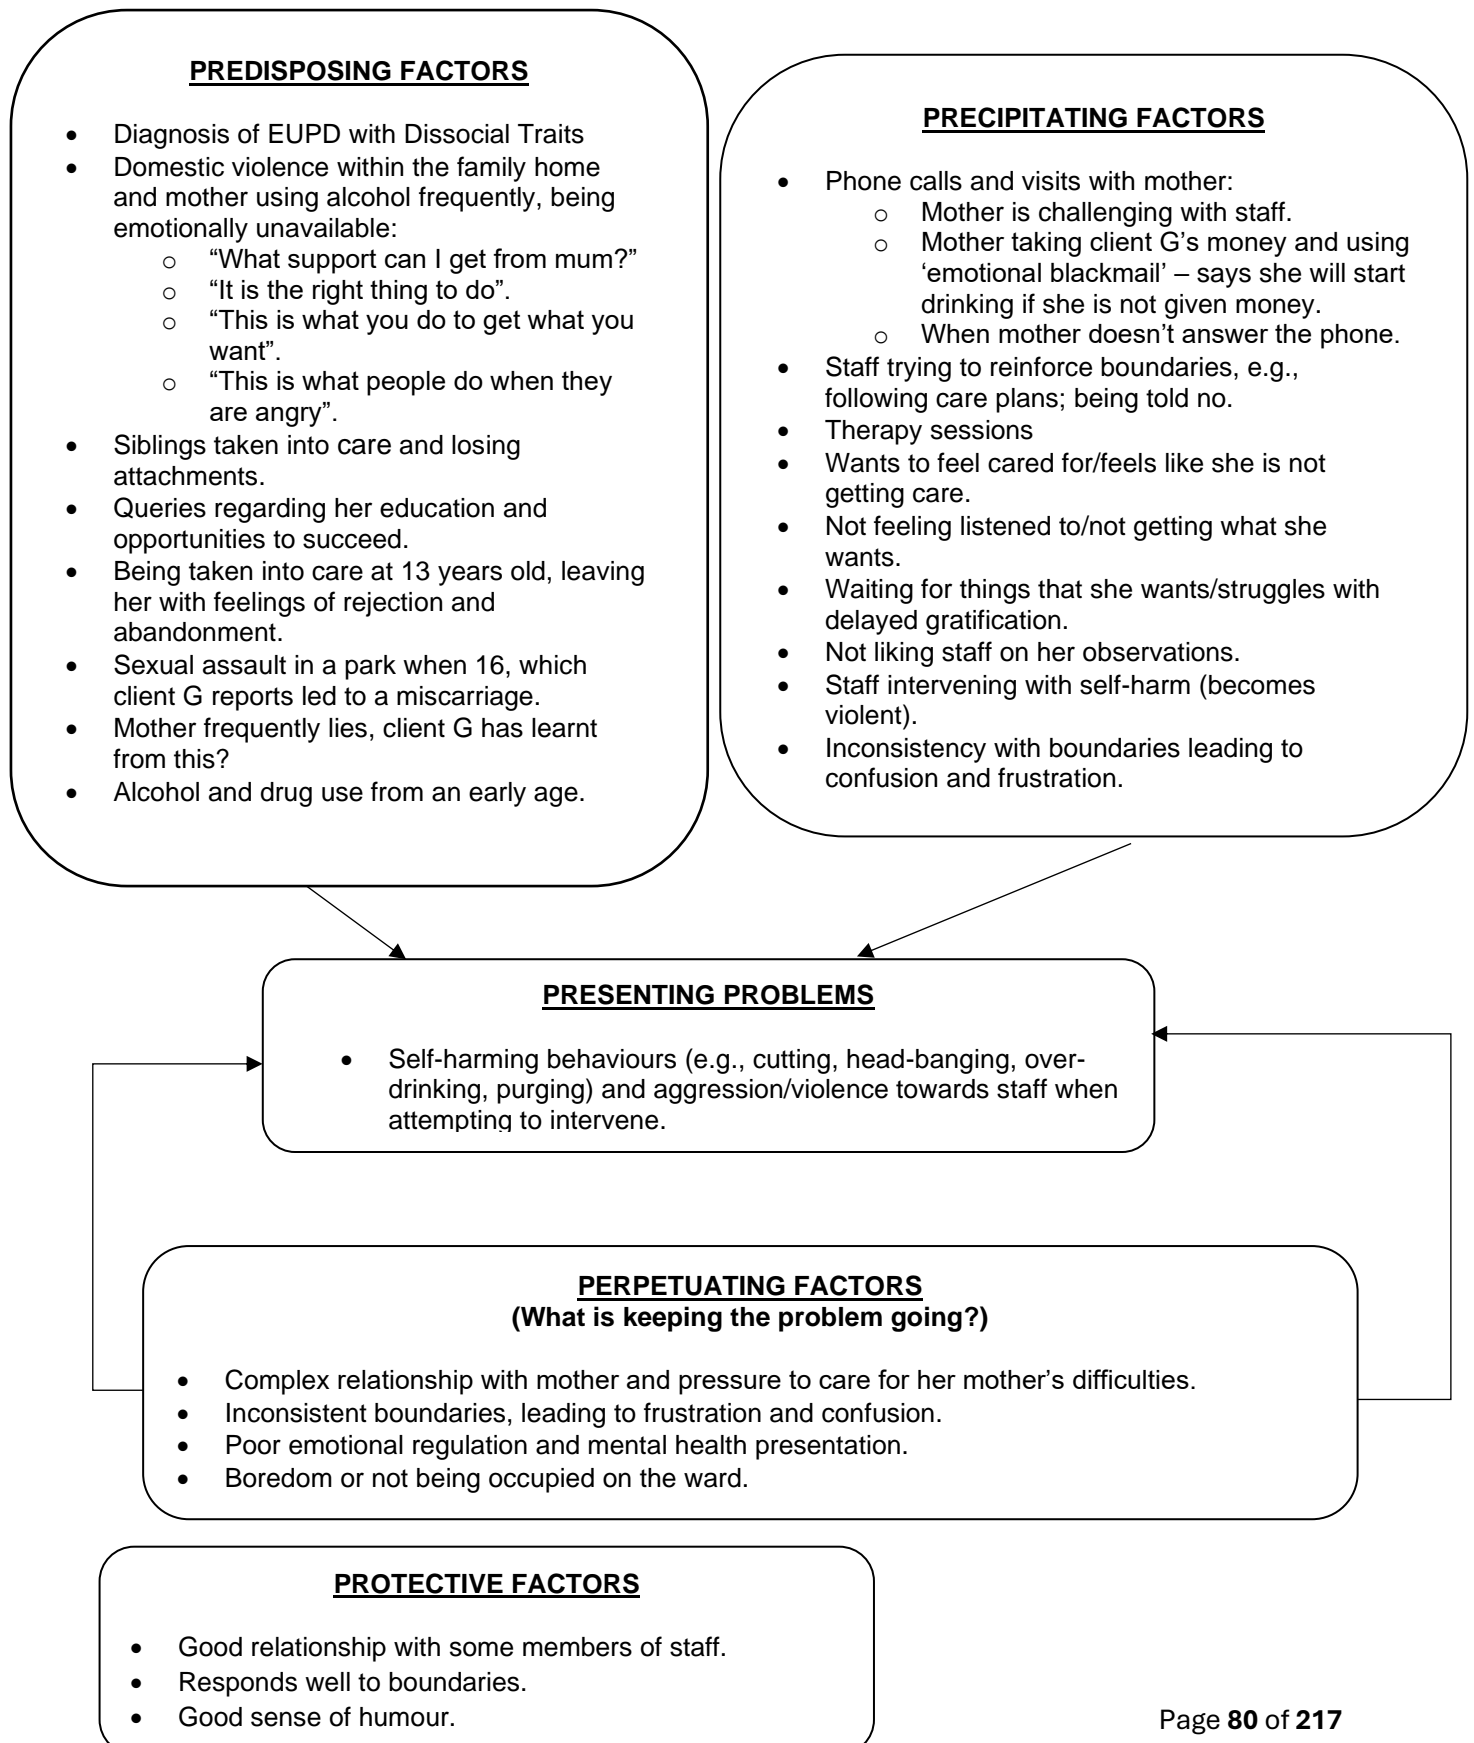 PREDISPOSING FACTORS
• Diagnosis of EUPD with Dissocial Traits
• Domestic violence within the family home
and mother using alcohol frequently, being
emotionally unavailable:
o “What support can I get from mum?”
o “It is the right thing to do”.
o “This is what you do to get what you
want”.
o “This is what people do when they
are angry”.
• Siblings taken into care and losing
attachments.
• Queries regarding her education and
opportunities to succeed.
• Being taken into care at 13 years old, leaving
her with feelings of rejection and
abandonment.
• Sexual assault in a park when 16, which
client G reports led to a miscarriage.
• Mother frequently lies, client G has learnt
from this?
• Alcohol and drug use from an early age.
PRECIPITATING FACTORS
• Phone calls and visits with mother:
o Mother is challenging with staff.
o Mother taking client G’s money and using
‘emotional blackmail’ – says she will start
drinking if she is not given money.
o When mother doesn’t answer the phone.
• Staff trying to reinforce boundaries, e.g.,
following care plans; being told no.
• Therapy sessions
• Wants to feel cared for/feels like she is not
getting care.
• Not feeling listened to/not getting what she
wants.
• Waiting for things that she wants/struggles with
delayed gratification.
• Not liking staff on her observations.
• Staff intervening with self-harm (becomes
violent).
• Inconsistency with boundaries leading to
confusion and frustration.
PRESENTING PROBLEMS
• Self-harming behaviours (e.g., cutting, head-banging, over-
drinking, purging) and aggression/violence towards staff when
attempting to intervene.
PERPETUATING FACTORS
(What is keeping the problem going?)
• Complex relationship with mother and pressure to care for her mother’s difficulties.
• Inconsistent boundaries, leading to frustration and confusion.
• Poor emotional regulation and mental health presentation.
• Boredom or not being occupied on the ward.
PROTECTIVE FACTORS
• Good relationship with some members of staff.
• Responds well to boundaries.
• Good sense of humour.
Page 80 of 217